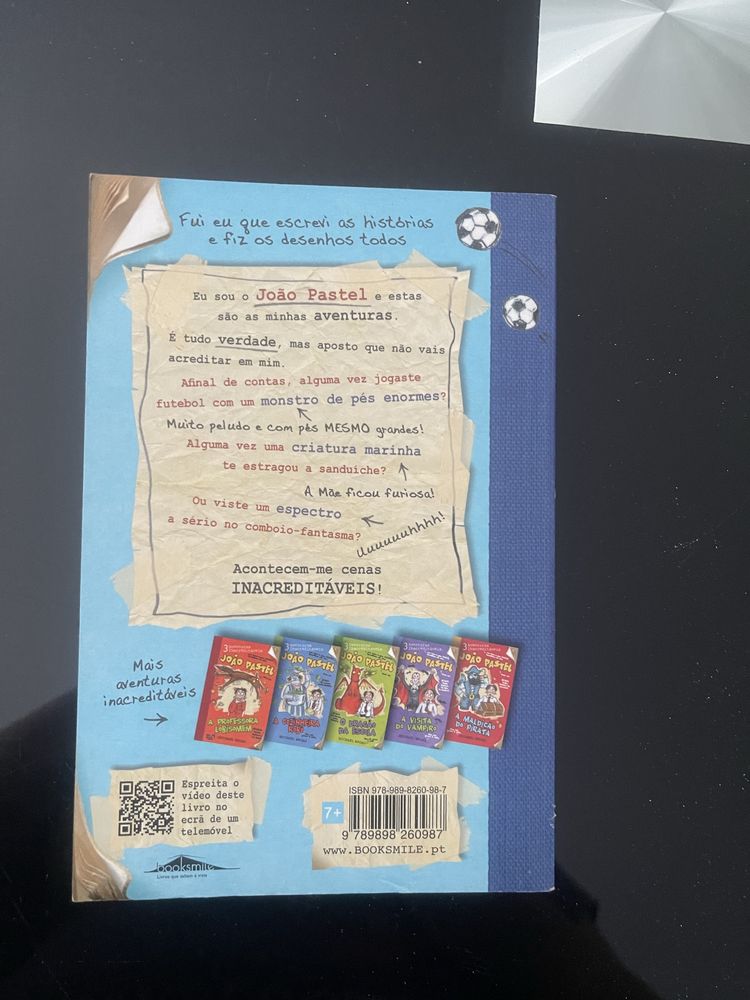 Fui eu que escrevi as histórias
e fiz os desenhos todos
Eu sou o João Pastel e estas
são as minhas aventuras.
É tudo verdade, mas aposto que não vais
acreditar em mim.
Afinal de contas, alguma vez jogaste
futebol com um monstro de pés enormes?
Muito peludo e com pés MESMO grandes!
Alguma vez uma criatura marinha
te estragou a sanduíche?
A Mãe ficou furiosa!
Ou viste um espectro
a sério no comboio-fantasma?
uuuuuuhhhh!
Acontecem-me cenas
INACREDITÁVEIS!
Mais
aventuras
inacreditáveis
JOÃO PASTEL
A PROFESSORA
LOBISOMEM
JOÃO PASTEL
A COZINHEIRA
JOÃO PASTEL
O DRAGÃO
DA ESCOLA
JOÃO PASTEL
A VISITA
DO VAMPIRO
JOÃO PASTEL
A MALDIÇÃO
DO PIRATA
Espreita o
vídeo deste
livro no
ecrã de um
telemóvel
booksmile
Livros que sabem a vida
7+
ISBN 978-989-8260-98-7
9 789898 260987
www.BOOKSMILE.pt